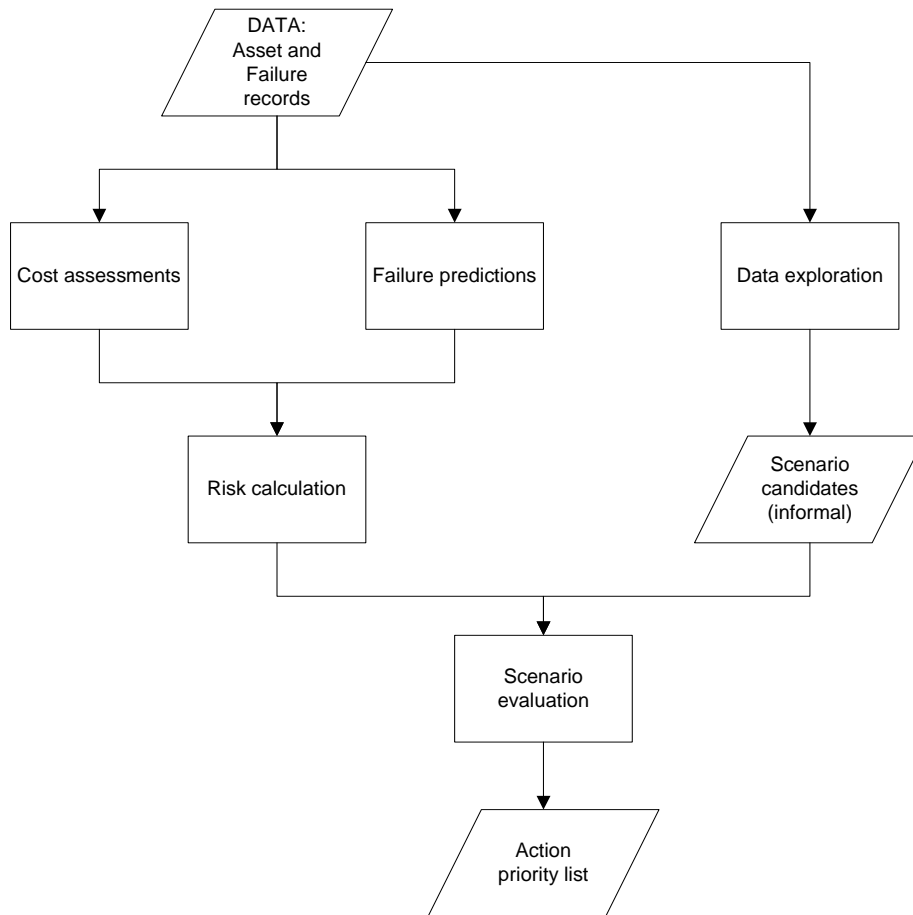 DATA:
Asset and
Failure
records
Cost assessments
Failure predictions
Data exploration
Risk calculation
Scenario
candidates
(informal)
Scenario
evaluation
Action
priority list